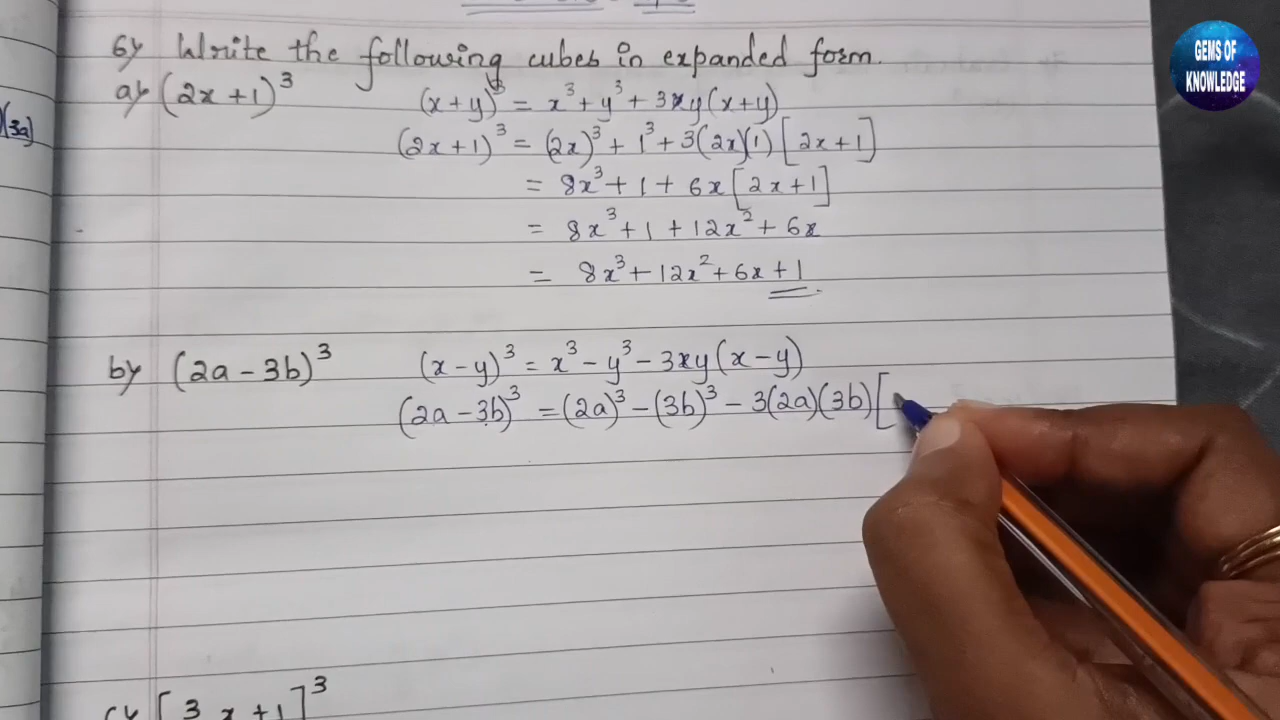 (3a)
GEMS OF
KNOWLEDGE
6) Write the following cubes in expanded form.
a) (2x + 1)³
(x + y)³ = x³ + y³ + 3xy(x + y)
(2x + 1)³ = (2x)³ + 1³ + 3(2x)(1) [2x + 1]
= 8x³ + 1 + 6x [2x + 1]
= 8x³ + 1 + 12x² + 6x
= 8x³ + 12x² + 6x + 1
b) (2a - 3b)³
(x - y)³ = x³ - y³ - 3xy(x - y)
(2a - 3b)³ = (2a)³ - (3b)³ - 3(2a)(3b) [